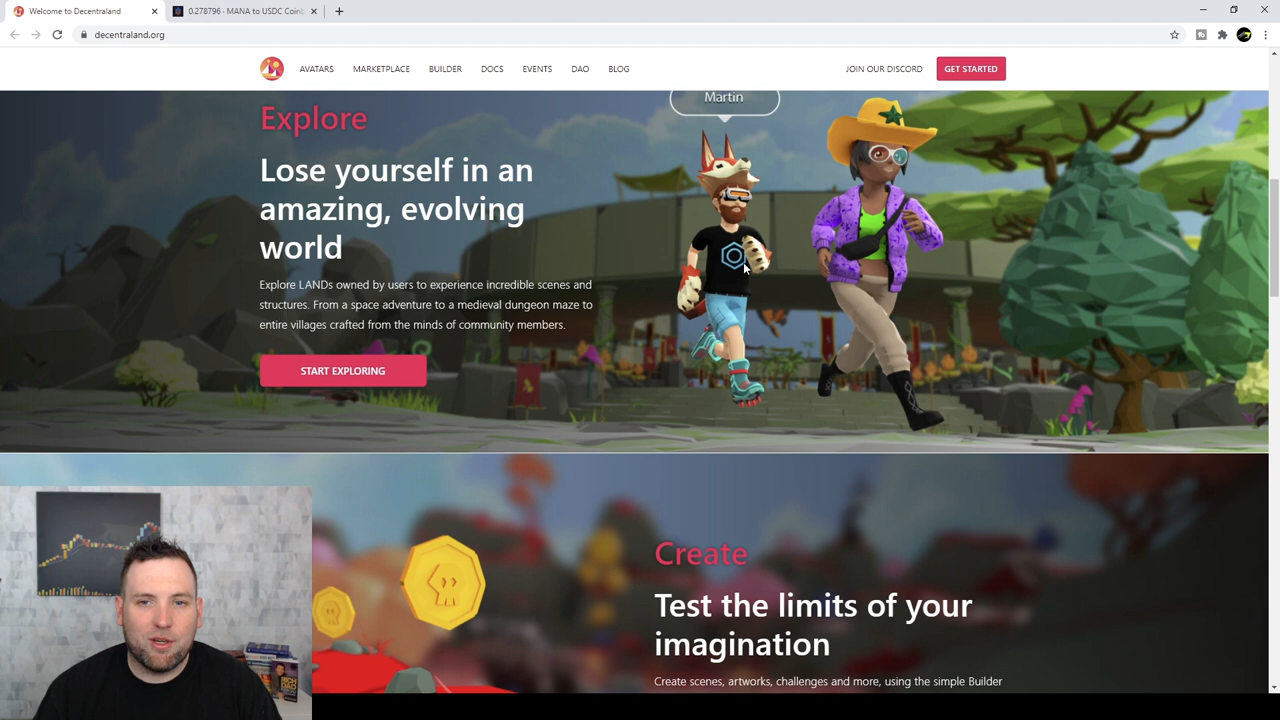 Welcome to Decentraland
0.278796 · MANA to USDC Coinb
decentraland.org
AVATARS MARKETPLACE BUILDER DOCS EVENTS DAO BLOG JOIN OUR DISCORD GET STARTED
Martin
Explore
Lose yourself in an
amazing, evolving
world
Explore LANDs owned by users to experience incredible scenes and
structures. From a space adventure to a medieval dungeon maze to
entire villages crafted from the minds of community members.
START EXPLORING
Create
Test the limits of your
imagination
Create scenes, artworks, challenges and more, using the simple Builder
RICH
DAD